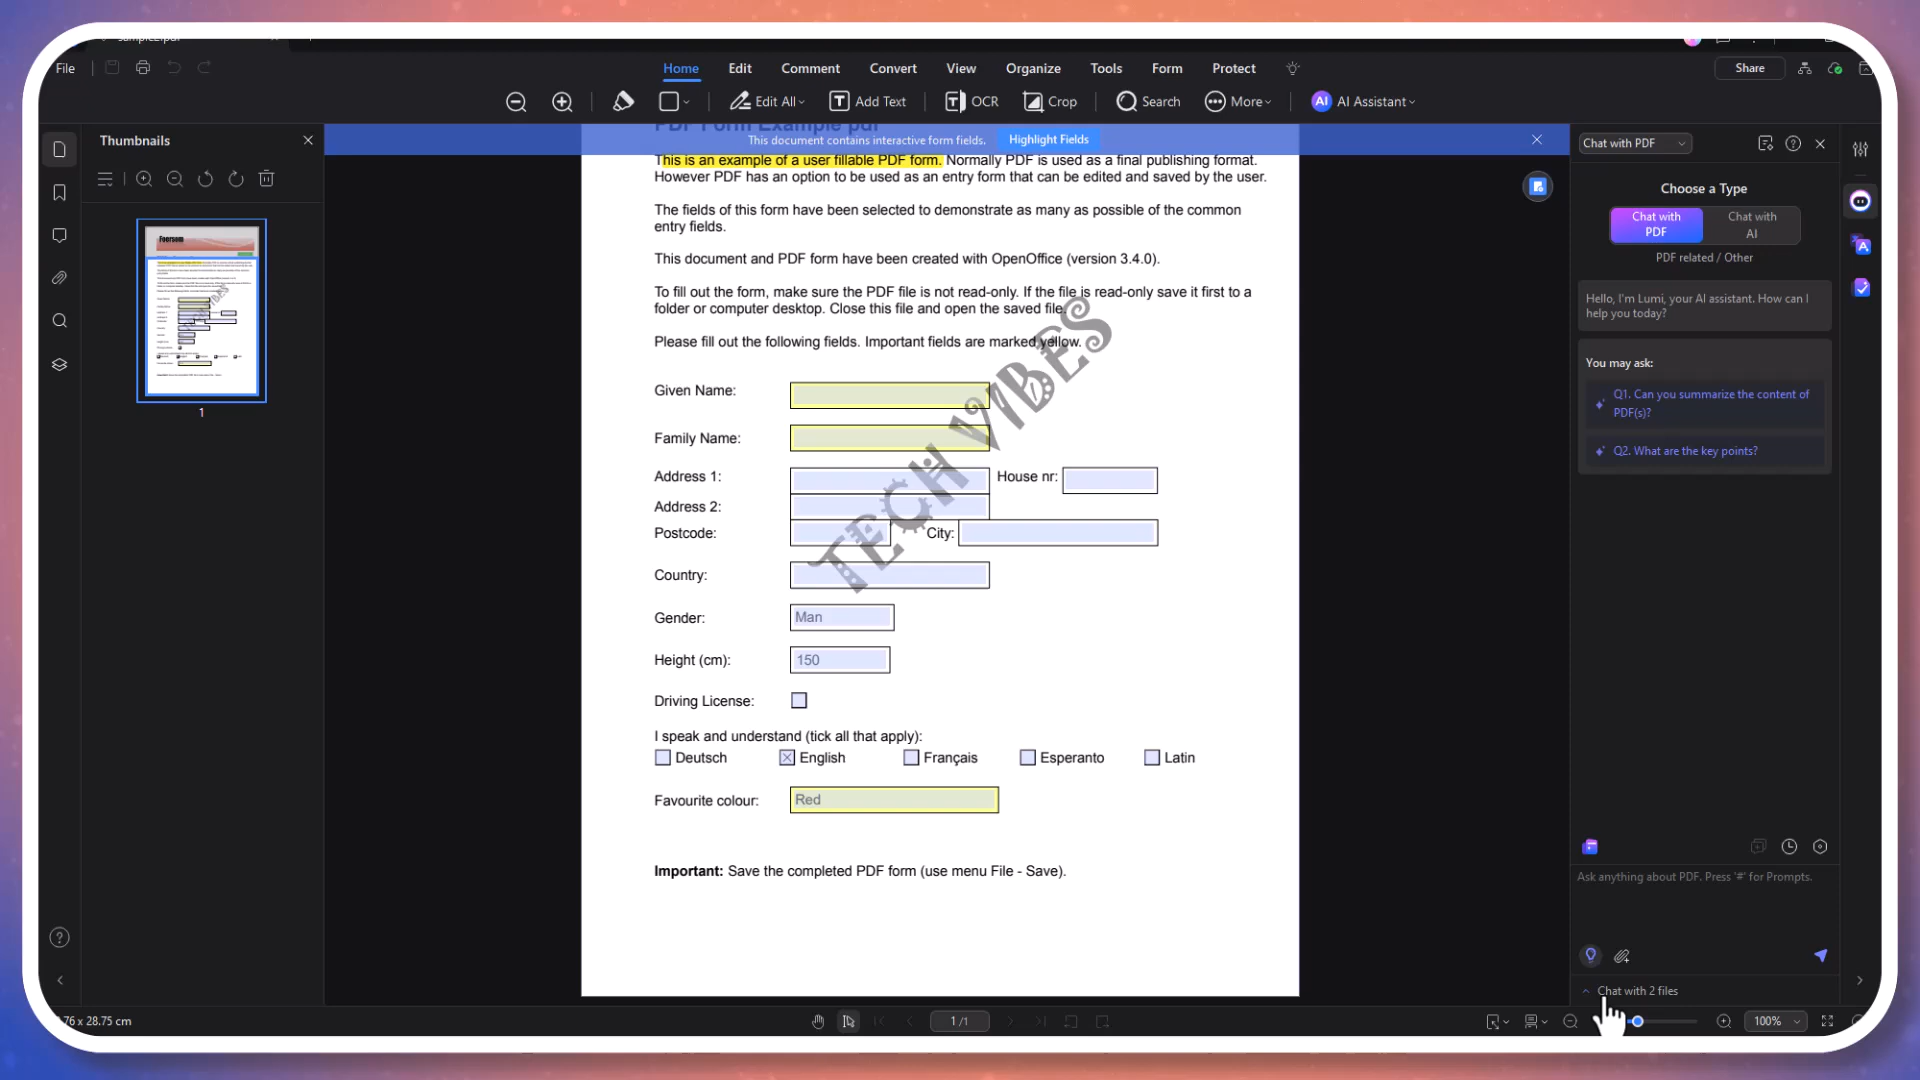 sample2.pdf
File
Home
Edit
Comment
Convert
View
Organize
Tools
Form
Protect
Share
Edit All
Add Text
OCR
Crop
Search
More
AI Assistant
Thumbnails
1
This document contains interactive form fields.
Highlight Fields
PDF Form Example pdf
This is an example of a user fillable PDF form. Normally PDF is used as a final publishing format.
However PDF has an option to be used as an entry form that can be edited and saved by the user.
The fields of this form have been selected to demonstrate as many as possible of the common
entry fields.
This document and PDF form have been created with OpenOffice (version 3.4.0).
To fill out the form, make sure the PDF file is not read-only. If the file is read-only save it first to a
folder or computer desktop. Close this file and open the saved file.
Please fill out the following fields. Important fields are marked yellow.
Given Name:
Family Name:
Address 1:
House nr:
Address 2:
Postcode:
City:
Country:
Gender:
Man
Height (cm):
150
Driving License:
I speak and understand (tick all that apply):
Deutsch
English
Français
Esperanto
Latin
Favourite colour:
Red
Important: Save the completed PDF form (use menu File - Save).
TECH VIBES
Chat with PDF
Choose a Type
Chat with
PDF
Chat with
AI
PDF related / Other
Hello, I'm Lumi, your AI assistant. How can I
help you today?
You may ask:
Q1. Can you summarize the content of
PDF(s)?
Q2. What are the key points?
Ask anything about PDF. Press '#' for Prompts.
Chat with 2 files
76 x 28.75 cm
1 /1
100%